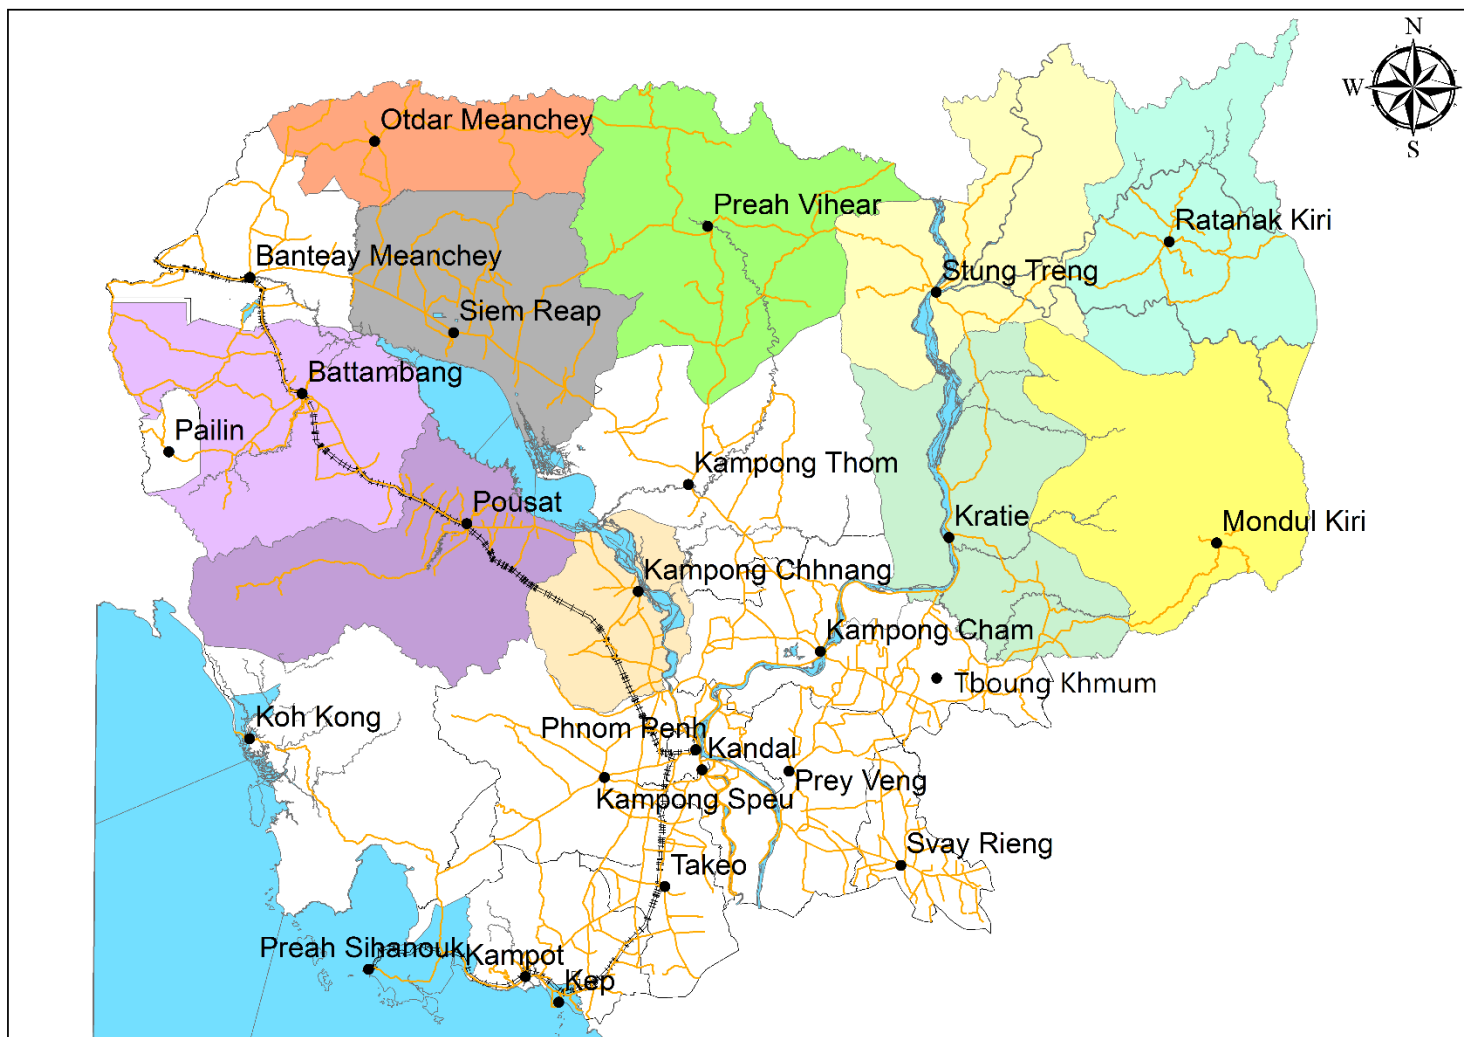 N
W
S
Otdar Meanchey
Preah Vihear
Ratanak Kiri
Banteay Meanchey
Stung Treng
Siem Reap
Battambang
Pailin
Kampong Thom
Pousat
Kratie
Mondul Kiri
Kampong Chhnang
Kampong Cham
Tboung Khmum
Koh Kong
Phnom Penh
Kandal
Prey Veng
Kampong Speu
Svay Rieng
Takeo
Preah Sihanouk
Kampot
Kep